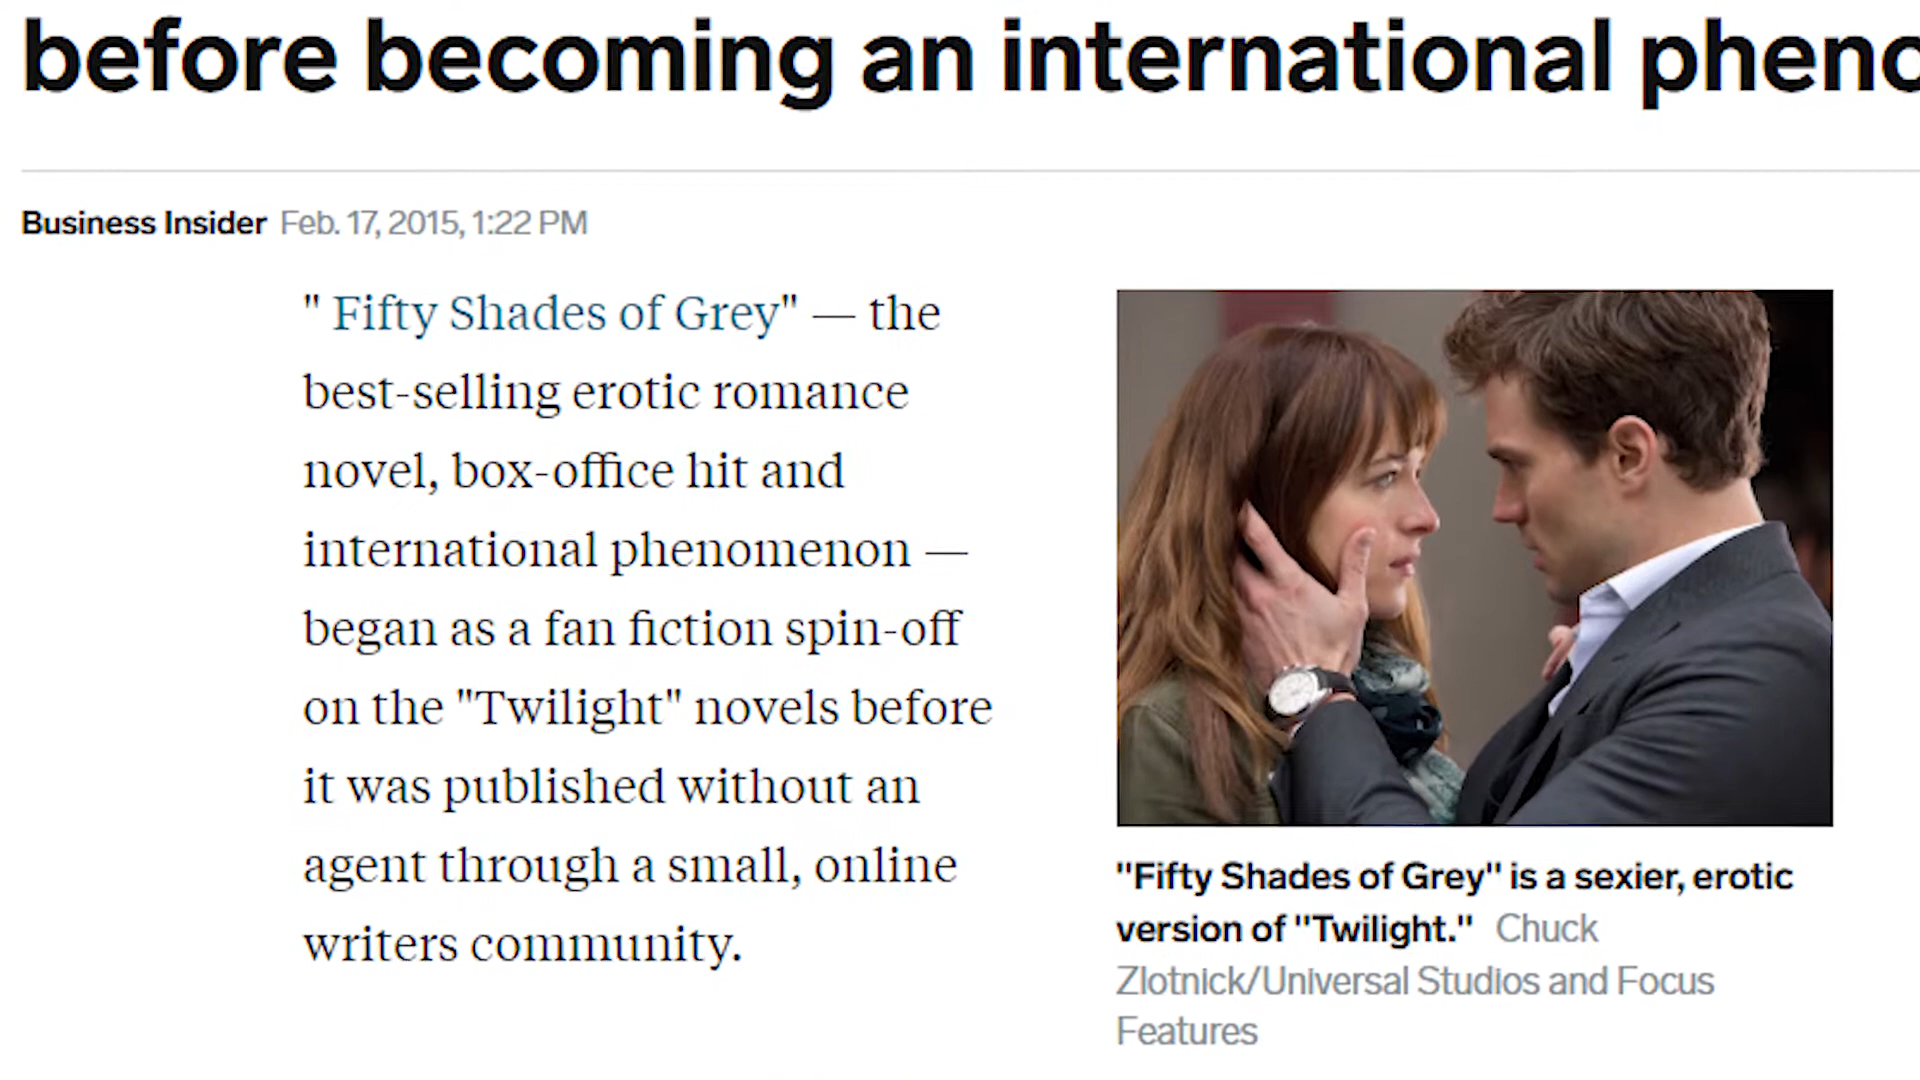 before becoming an international pheno
Business Insider Feb. 17, 2015, 1:22 PM
" Fifty Shades of Grey" — the
best-selling erotic romance
novel, box-office hit and
international phenomenon —
began as a fan fiction spin-off
on the "Twilight" novels before
it was published without an
agent through a small, online
writers community.
"Fifty Shades of Grey" is a sexier, erotic
version of "Twilight." Chuck
Zlotnick/Universal Studios and Focus
Features